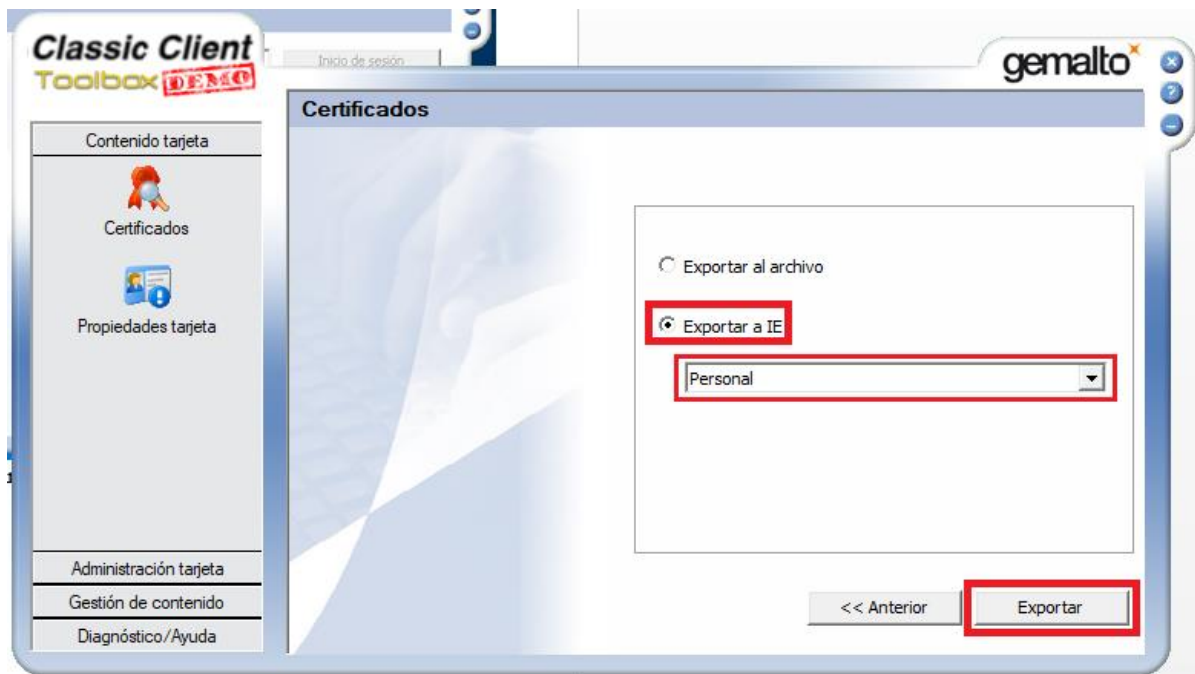 Classic Client
Toolbox DEMO
Inicio de sesión
gemalto
Certificados
Contenido tarjeta
Certificados
Propiedades tarjeta
Exportar al archivo
Exportar a IE
Personal
Administración tarjeta
Gestión de contenido
Diagnóstico/Ayuda
<< Anterior
Exportar